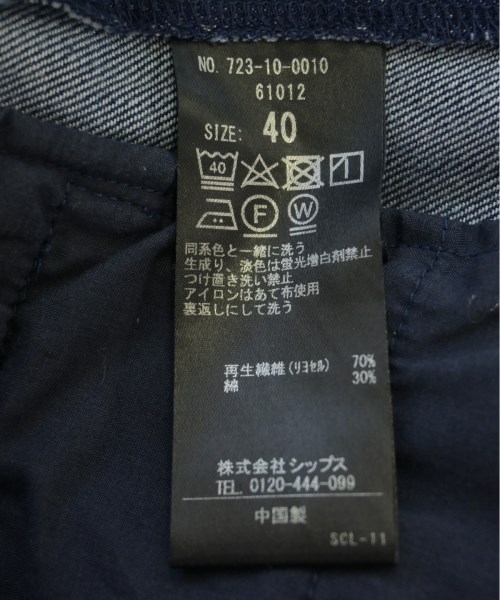 NO. 723-10-0010
61012
SIZE: 40
40
F W
同系色と一緒に洗う
生成り、淡色は蛍光増白剤禁止
つけ置き洗い禁止
アイロンはあて布使用
裏返しにして洗う
再生繊維(リヨセル) 70%
綿 30%
株式会社シップス
TEL. 0120-444-099
中国製
SCL-11